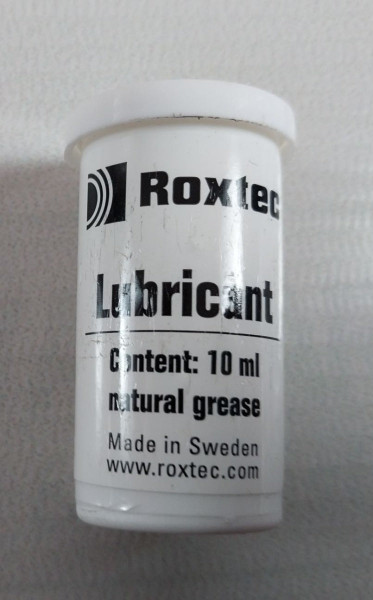 Roxtec
Lubricant
Content: 10 ml
natural grease
Made in Sweden
www.roxtec.com